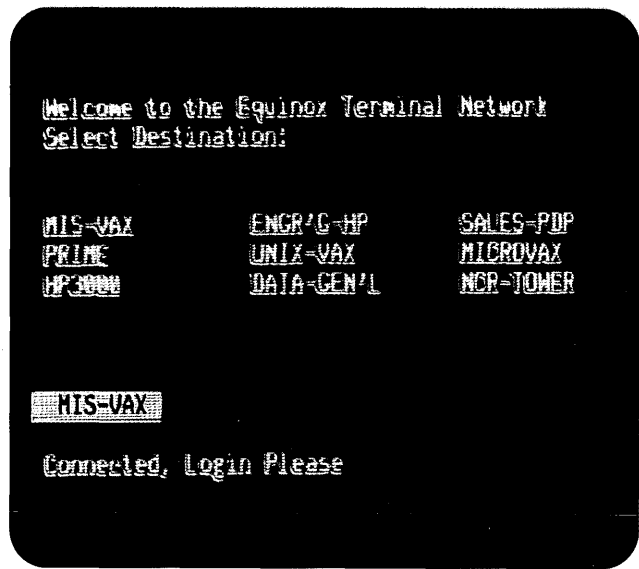 Welcome to the Equinox Terminal Network
Select Destination:
MIS-VAX ENGR'G-HP SALES-PDP
PRIME UNIX-VAX MICROVAX
HP3000 DATA-GEN'L NCR-TOWER
MIS-VAX
Connected, Login Please